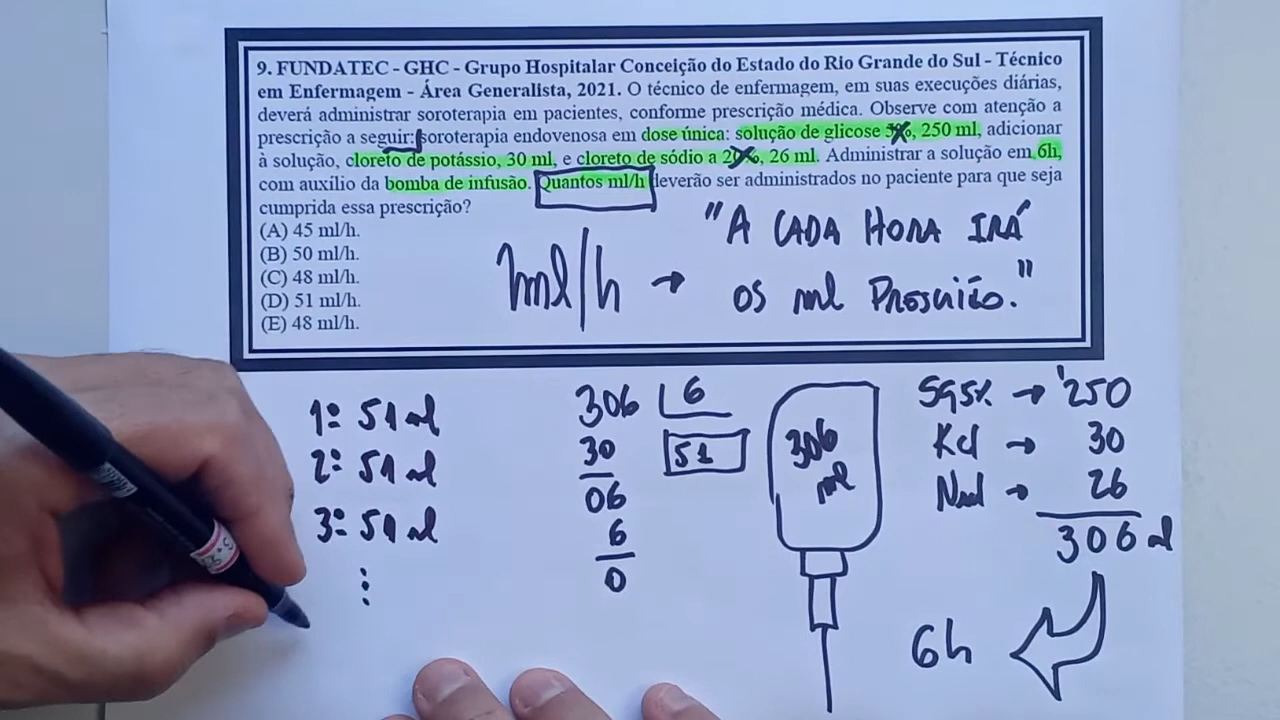 9. FUNDATEC - GHC - Grupo Hospitalar Conceição do Estado do Rio Grande do Sul - Técnico
em Enfermagem - Área Generalista, 2021. O técnico de enfermagem, em suas execuções diárias,
deverá administrar soroterapia em pacientes, conforme prescrição médica. Observe com atenção a
prescrição a seguir: soroterapia endovenosa em dose única: solução de glicose 5%, 250 ml, adicionar
à solução, cloreto de potássio, 30 ml, e cloreto de sódio a 20%, 26 ml. Administrar a solução em 6h,
com auxílio da bomba de infusão. Quantos ml/h deverão ser administrados no paciente para que seja
cumprida essa prescrição?
(A) 45 ml/h.
(B) 50 ml/h.
(C) 48 ml/h.
(D) 51 ml/h.
(E) 48 ml/h.
ml/h → "A CADA HORA IRÁ
OS ml
1ª 51 ml
2ª 51 ml
3ª 51 ml
⋮
306 6
30 51
06
6
0
306
ml
SG5% → 250
Kcl → 30
→ 26
306 ml
6h